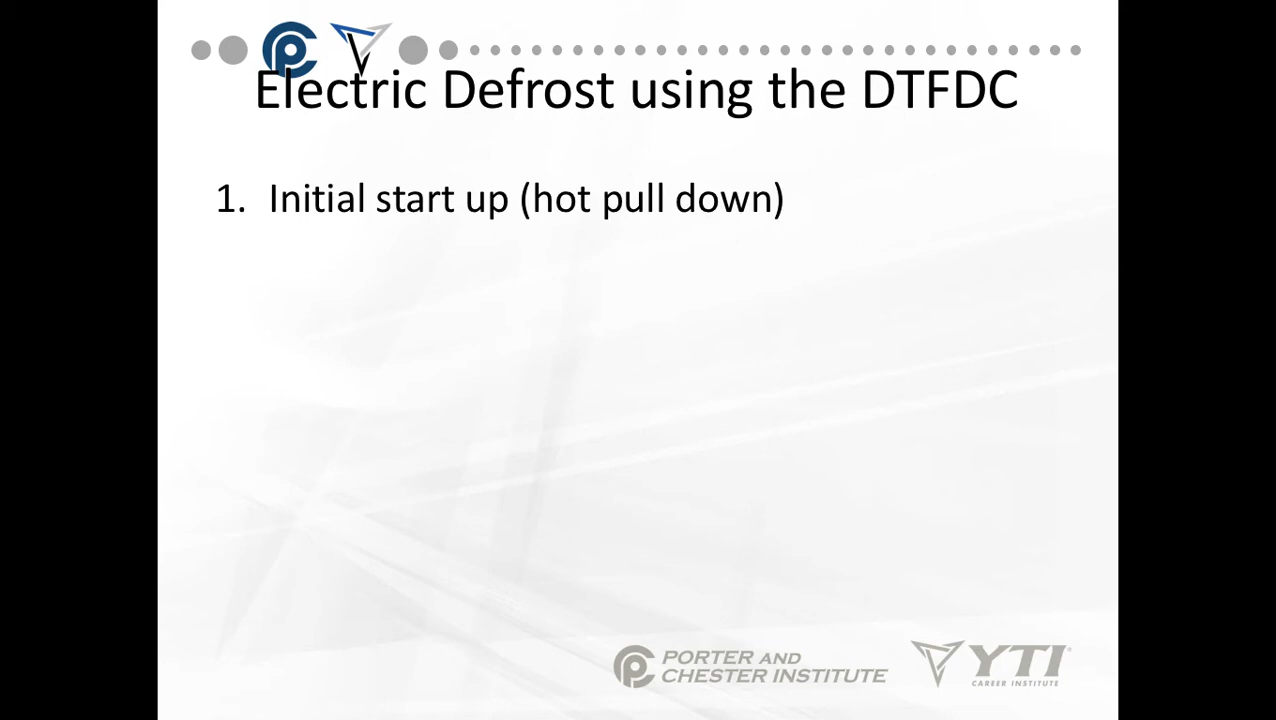 Electric Defrost using the DTFDC
1. Initial start up (hot pull down)
PORTER AND
CHESTER INSTITUTE
YTI
CAREER INSTITUTE